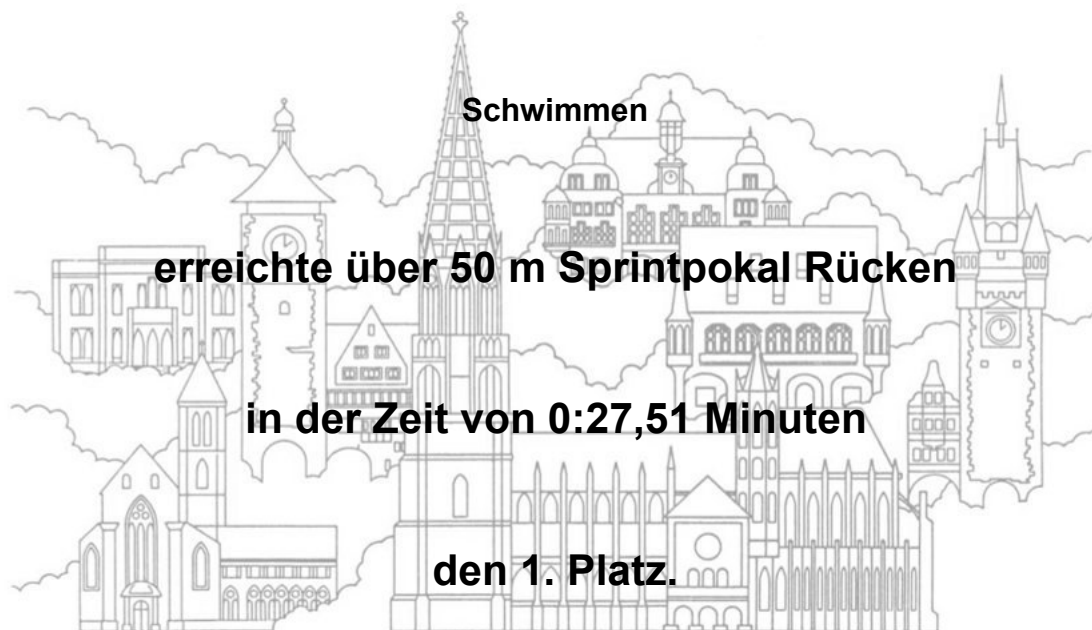 Schwimmen
erreichte über 50 m Sprintpokal Rücken
in der Zeit von 0:27,51 Minuten
den 1. Platz.